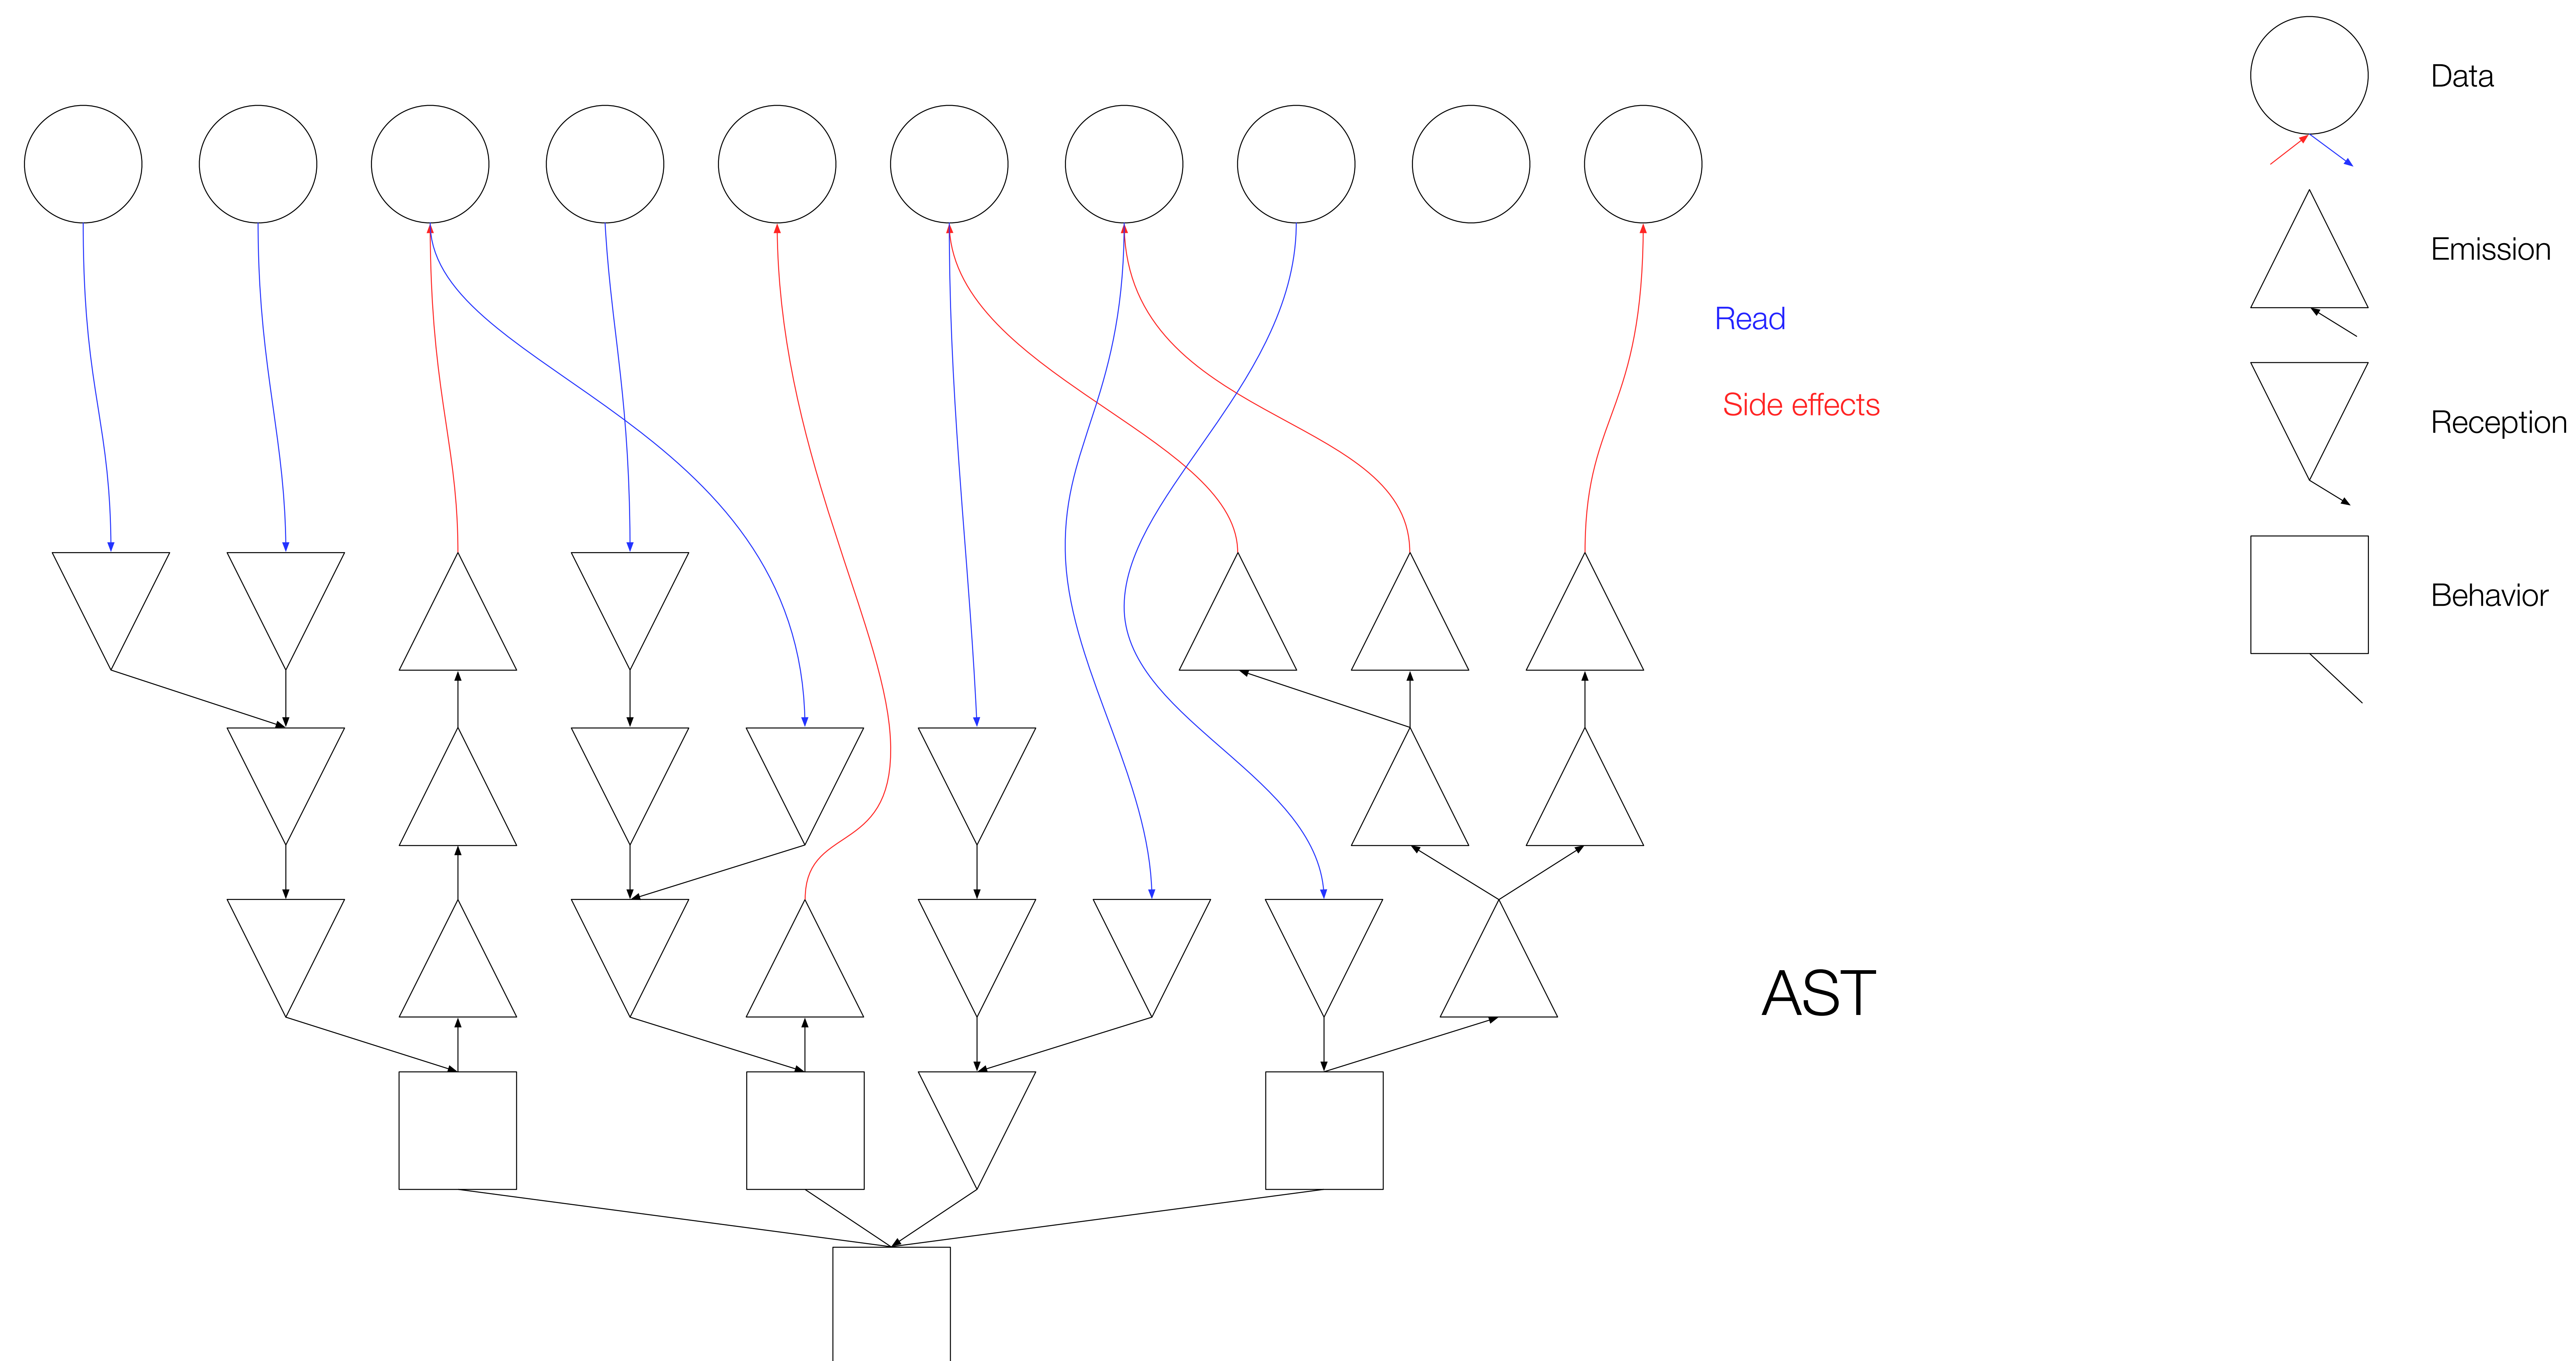 Data
Emission
Read
Side effects
Reception
Behavior
AST